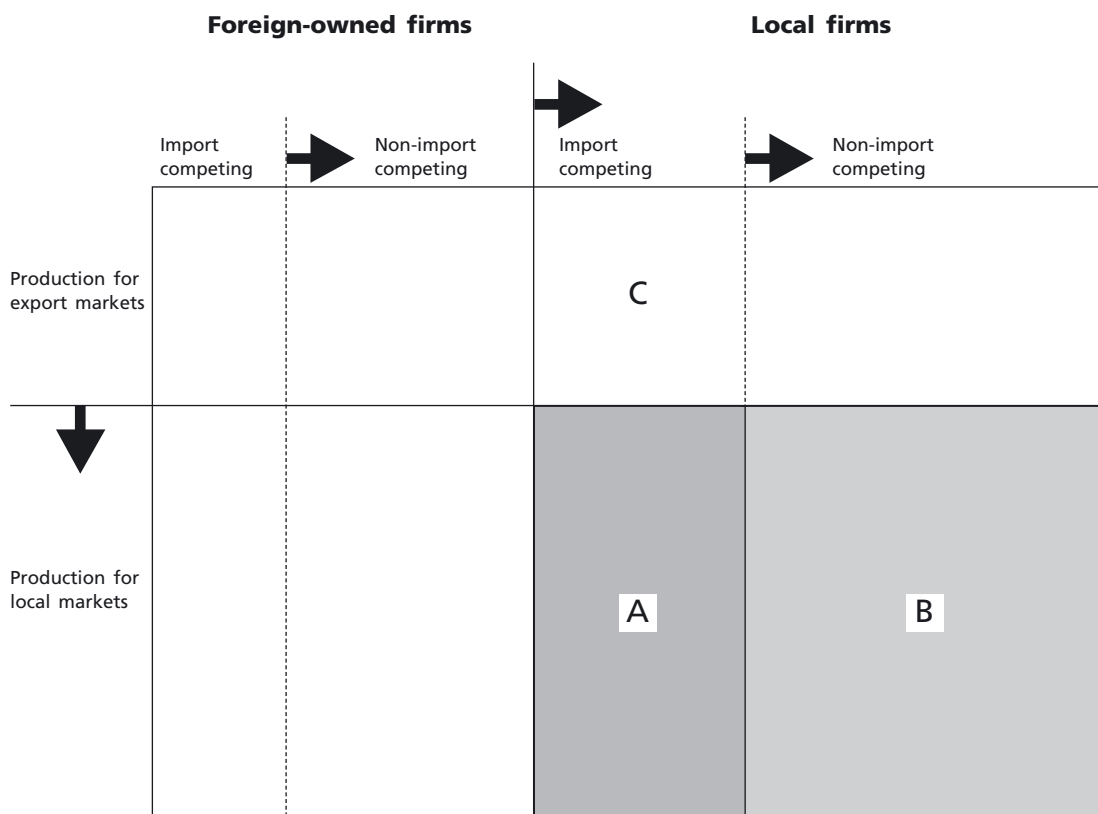 Foreign-owned firms
Local firms
Import
competing
Non-import
competing
Import
competing
Non-import
competing
Production for
export markets
C
Production for
local markets
A
B